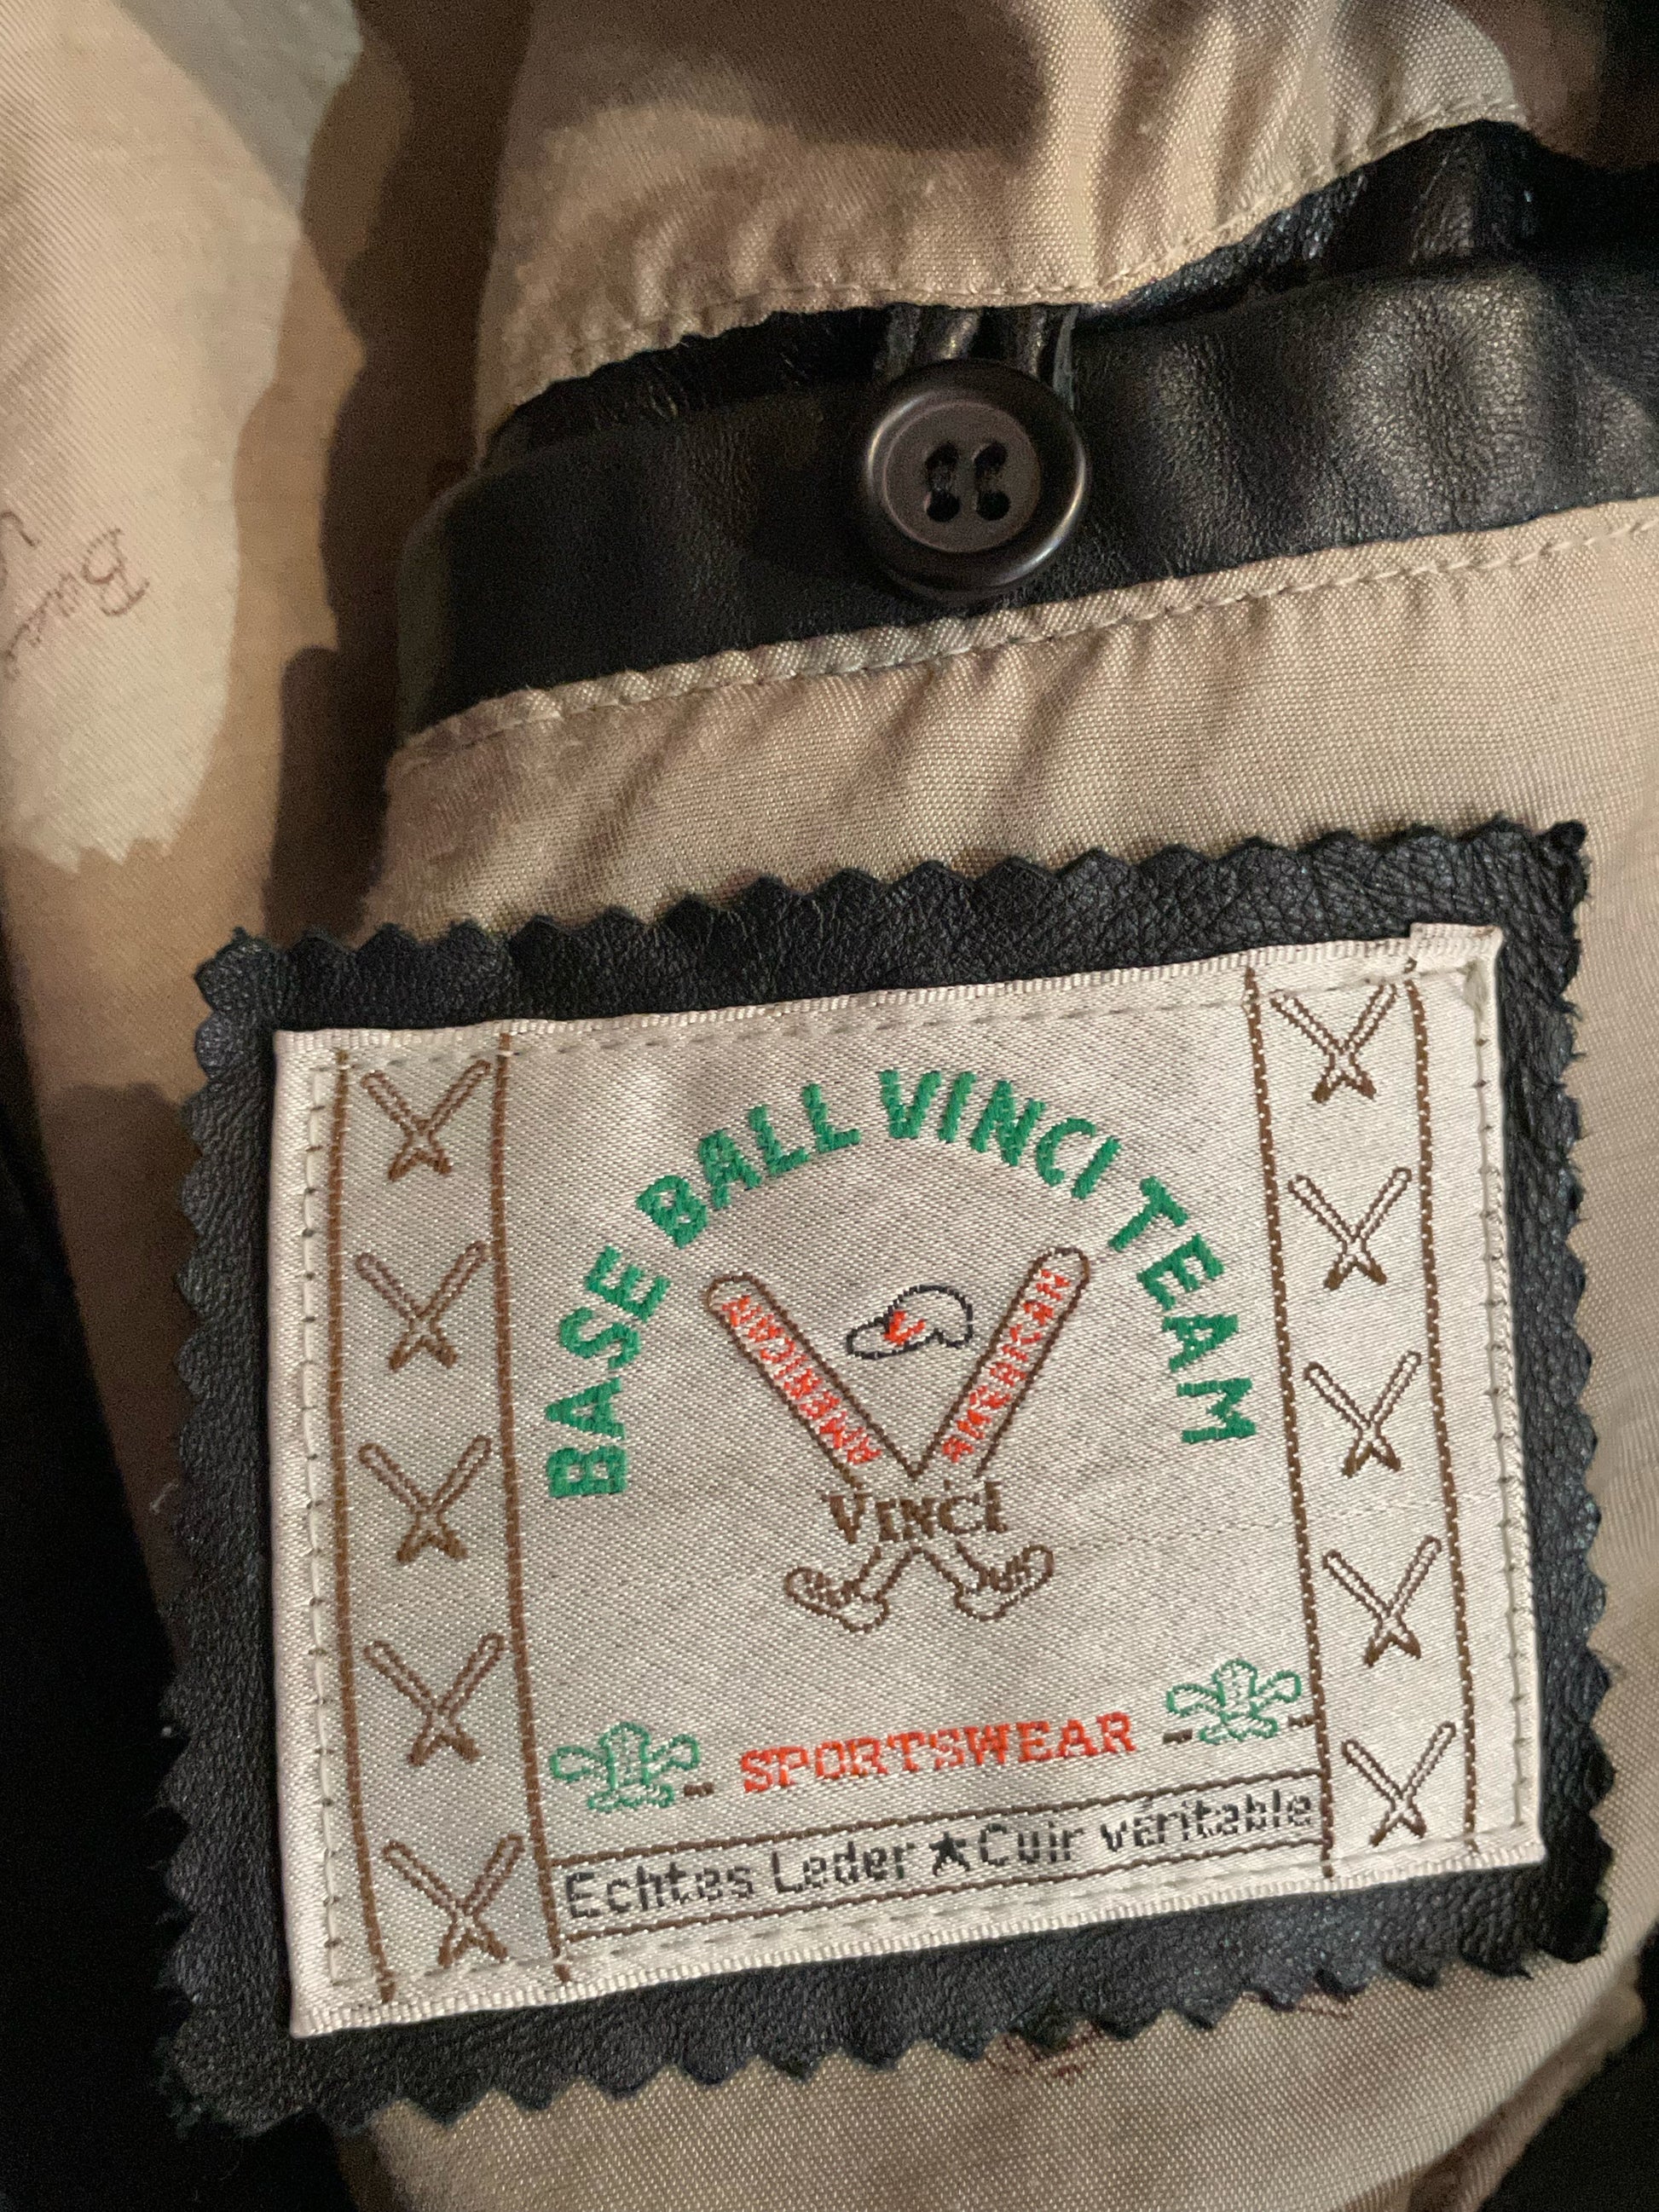 BASE BALL VINCI TEAM
AMERICAN
AMERICAN
VINCI
SPORTSWEAR
Echtes Leder ★ Cuir véritable